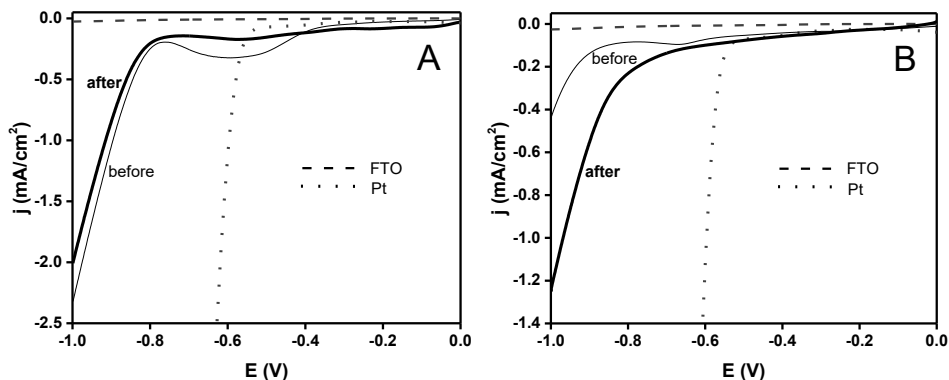 A
after
before
FTO
Pt
0.0
-0.5
-1.0
-1.5
-2.0
-2.5
j (mA/cm²)
-1.0 -0.8 -0.6 -0.4 -0.2 0.0
E (V)
B
before
after
FTO
Pt
0.0
-0.2
-0.4
-0.6
-0.8
-1.0
-1.2
-1.4
j (mA/cm²)
-1.0 -0.8 -0.6 -0.4 -0.2 0.0
E (V)